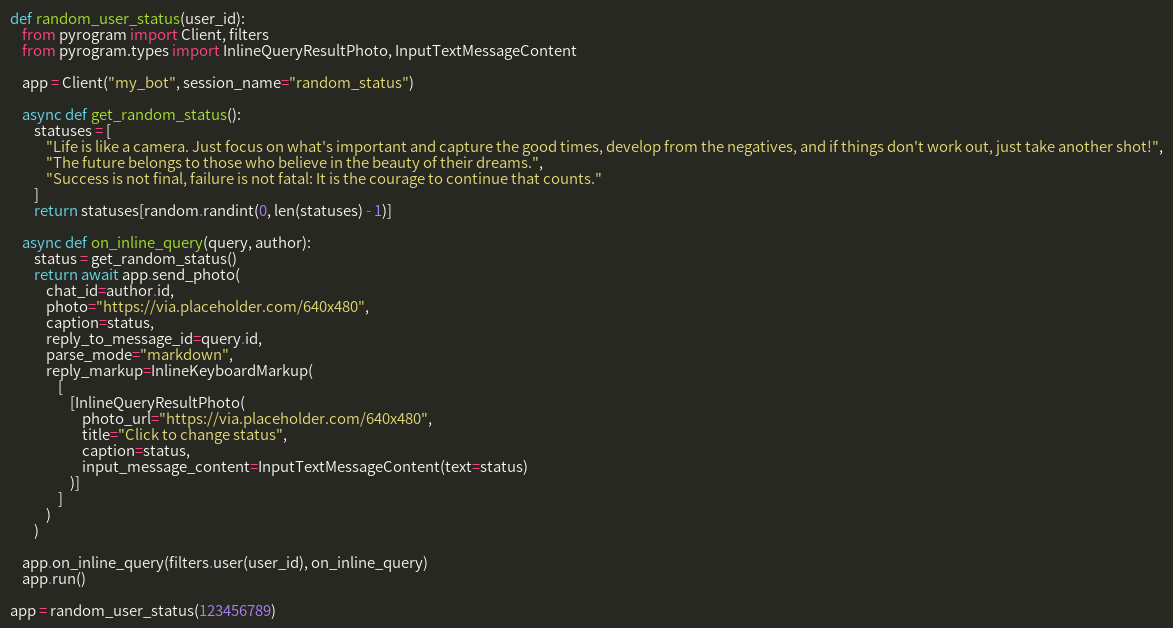 def random_user_status(user_id):
from pyrogram import Client, filters
from pyrogram.types import InlineQueryResultPhoto, InputTextMessageContent
app = Client("my_bot", session_name="random_status")
async def get_random_status():
statuses = [
"Life is like a camera. Just focus on what's important and capture the good times, develop from the negatives, and if things don't work out, just take another shot!",
"The future belongs to those who believe in the beauty of their dreams.",
"Success is not final, failure is not fatal: It is the courage to continue that counts."
]
return statuses[random.randint(0, len(statuses) - 1)]
async def on_inline_query(query, author):
status = get_random_status()
return await app.send_photo(
chat_id=author.id,
photo="https://via.placeholder.com/640x480",
caption=status,
reply_to_message_id=query.id,
parse_mode="markdown",
reply_markup=InlineKeyboardMarkup(
[
[InlineQueryResultPhoto(
photo_url="https://via.placeholder.com/640x480",
title="Click to change status",
caption=status,
input_message_content=InputTextMessageContent(text=status)
)]
]
)
)
app.on_inline_query(filters.user(user_id), on_inline_query)
app.run()
app = random_user_status(123456789)